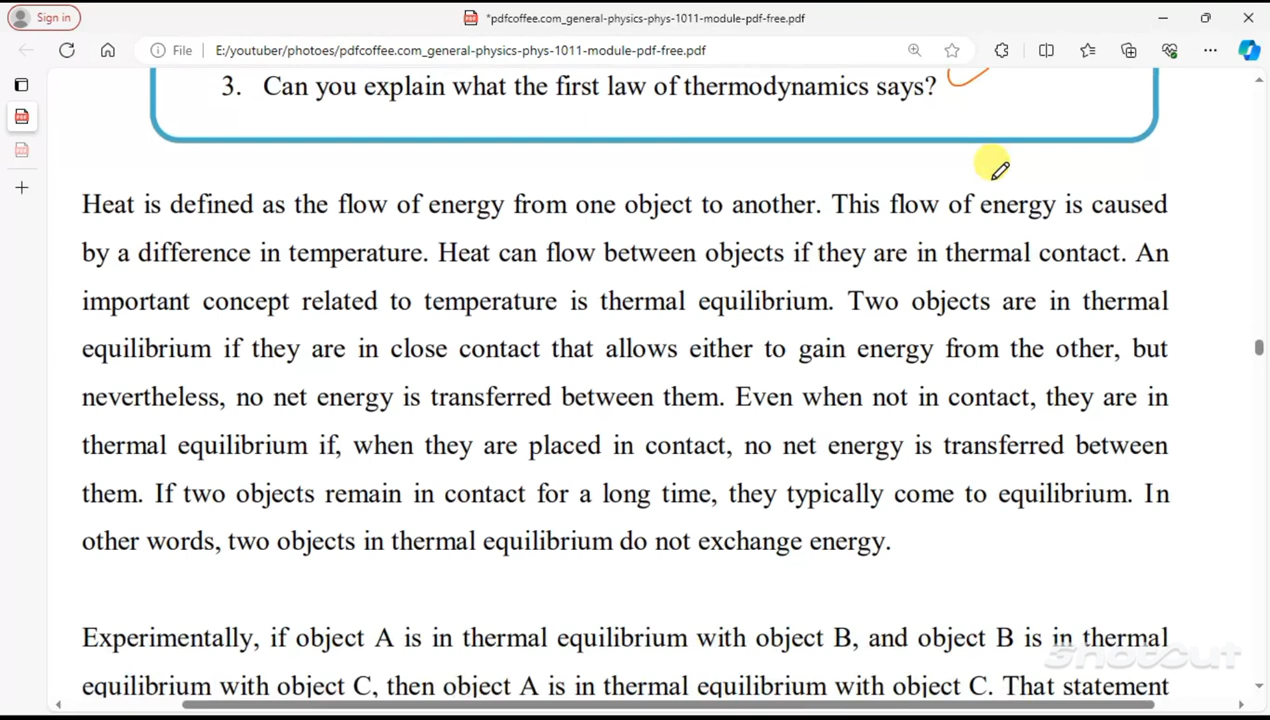 Sign in
*pdfcoffee.com_general-physics-phys-1011-module-pdf-free.pdf
File
E:/youtuber/photoes/pdfcoffee.com_general-physics-phys-1011-module-pdf-free.pdf
3. Can you explain what the first law of thermodynamics says?
Heat is defined as the flow of energy from one object to another. This flow of energy is caused
by a difference in temperature. Heat can flow between objects if they are in thermal contact. An
important concept related to temperature is thermal equilibrium. Two objects are in thermal
equilibrium if they are in close contact that allows either to gain energy from the other, but
nevertheless, no net energy is transferred between them. Even when not in contact, they are in
thermal equilibrium if, when they are placed in contact, no net energy is transferred between
them. If two objects remain in contact for a long time, they typically come to equilibrium. In
other words, two objects in thermal equilibrium do not exchange energy.
Experimentally, if object A is in thermal equilibrium with object B, and object B is in thermal
Shotcut
equilibrium with object C, then object A is in thermal equilibrium with object C. That statement